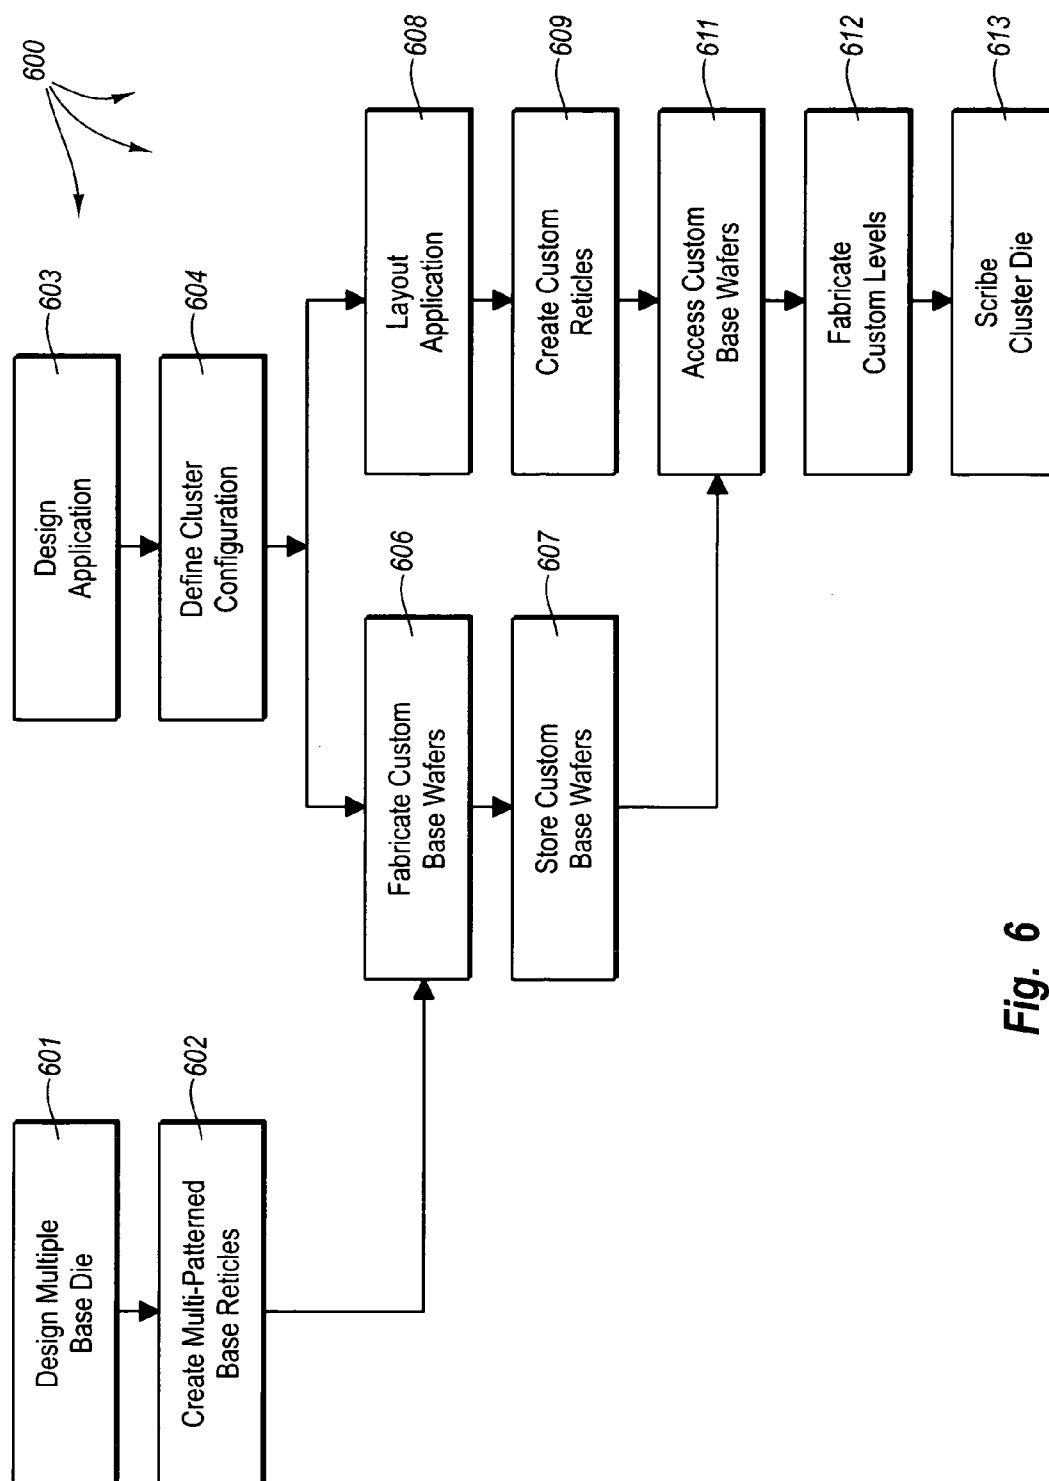 600
601
Design Multiple
Base Die
602
Create Multi-Patterned
Base Reticles
603
Design
Application
604
Define Cluster
Configuration
606
Fabricate Custom
Base Wafers
607
Store Custom
Base Wafers
608
Layout
Application
609
Create Custom
Reticles
611
Access Custom
Base Wafers
612
Fabricate
Custom Levels
613
Scribe
Cluster Die
Fig. 6